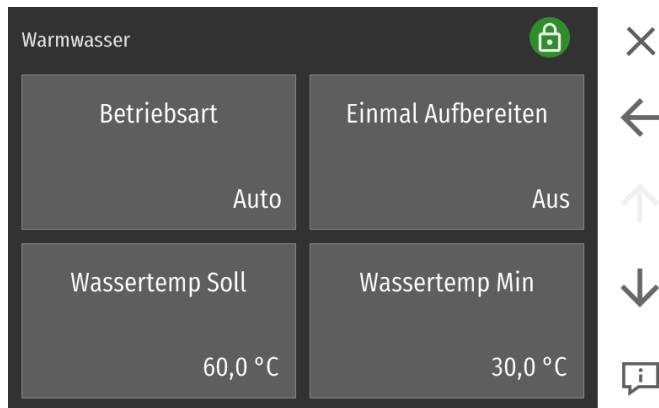 Warmwasser
Betriebsart
Auto
Einmal Aufbereiten
Aus
Wassertemp Soll
60,0 °C
Wassertemp Min
30,0 °C